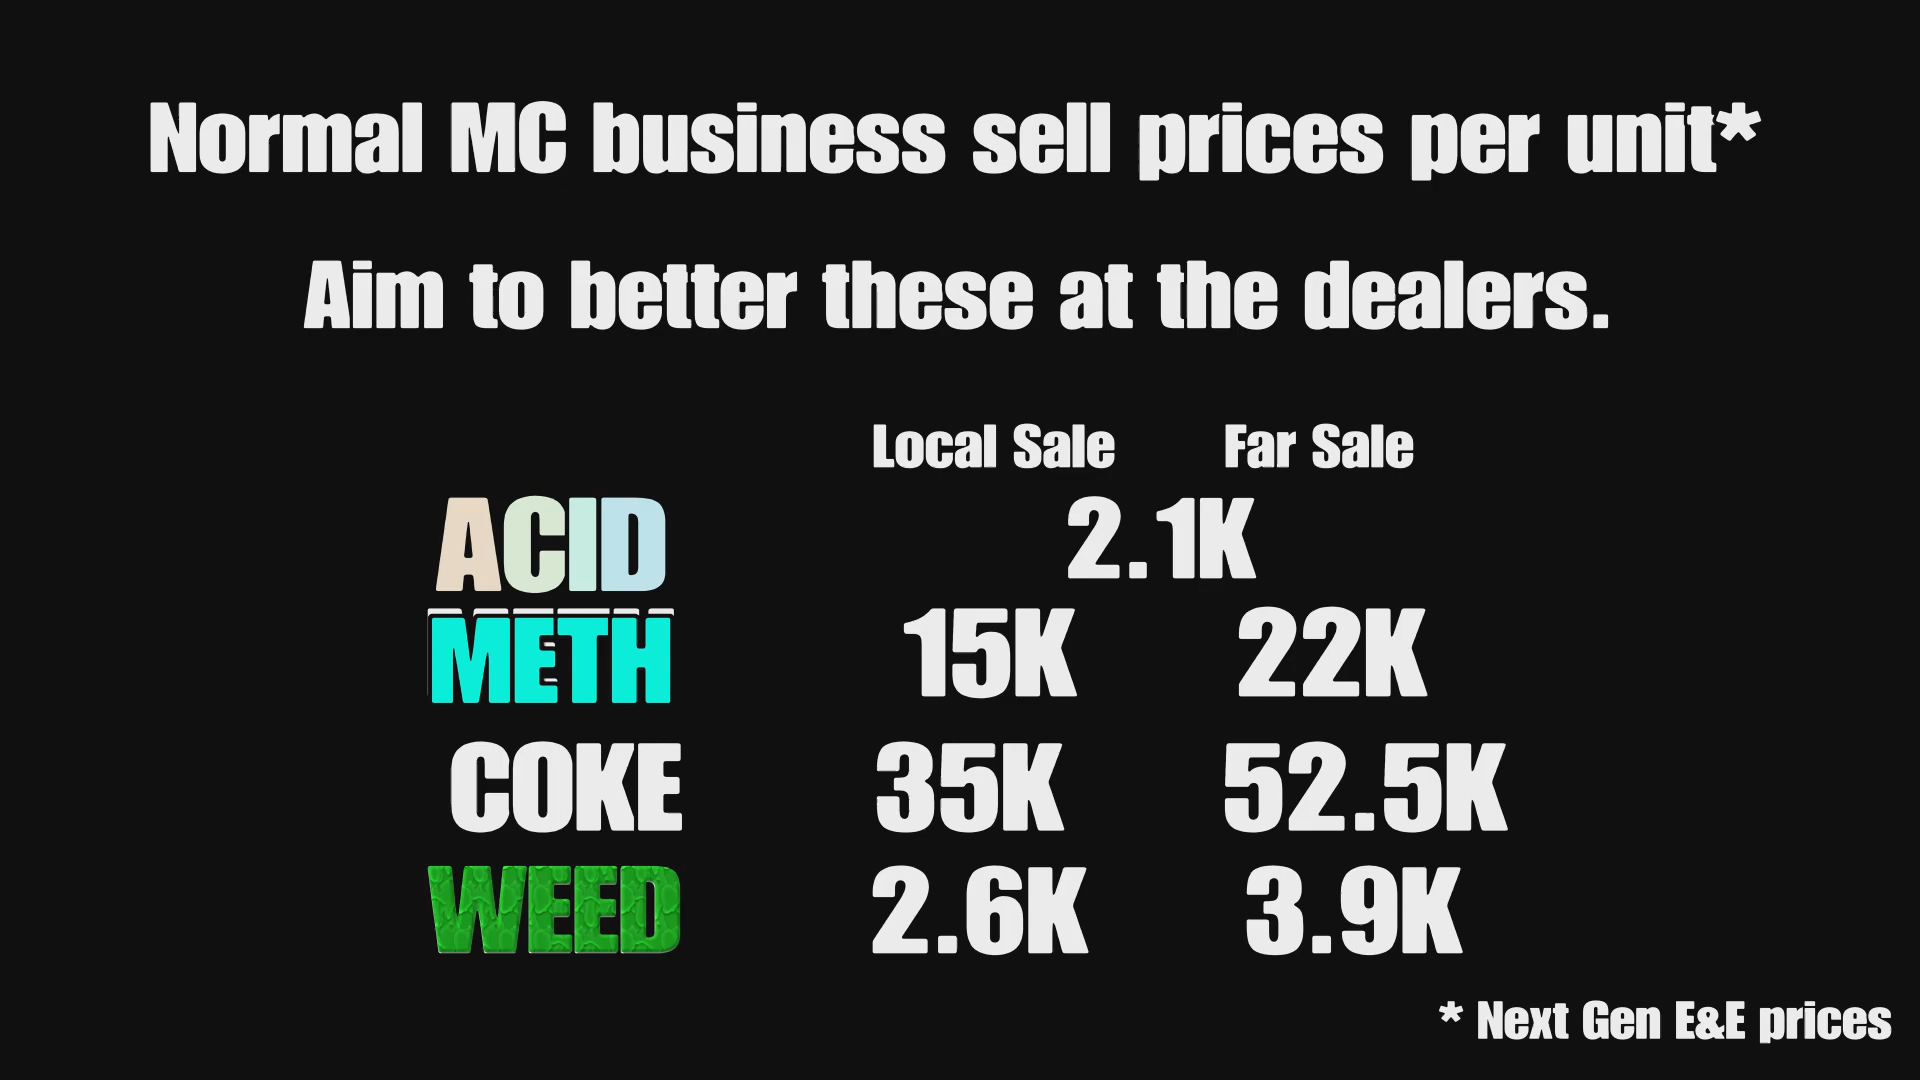 Normal MC business sell prices per unit*
Aim to better these at the dealers.
Local Sale Far Sale
ACID 2.1K
METH 15K 22K
COKE 35K 52.5K
WEED 2.6K 3.9K
* Next Gen E&E prices